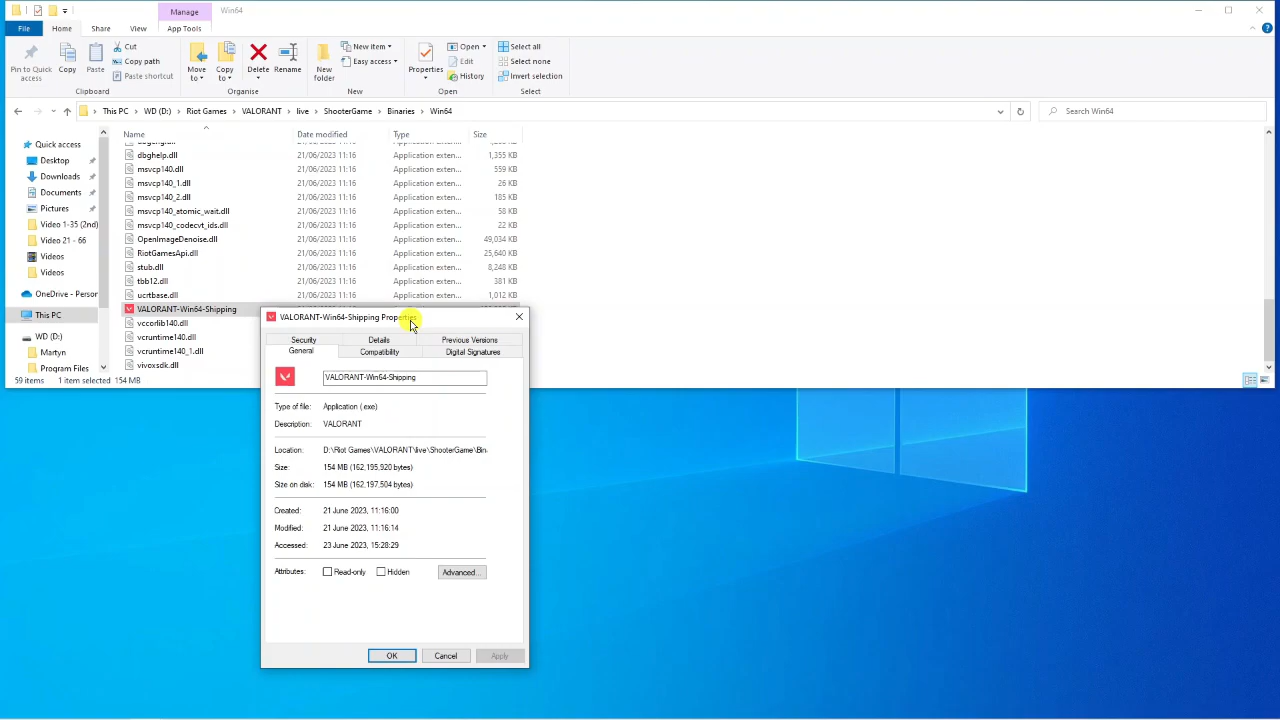 Manage
Win64
File
Home
Share
View
App Tools
Pin to Quick
access
Copy
Paste
Cut
Copy path
Paste shortcut
Clipboard
Move
to
Copy
to
Delete
Rename
Organise
New
folder
New item
Easy access
New
Properties
Open
Edit
History
Open
Select all
Select none
Invert selection
Select
This PC
WD (D:)
Riot Games
VALORANT
live
ShooterGame
Binaries
Win64
Search Win64
Name
Date modified
Type
Size
Quick access
Desktop
Downloads
Documents
Pictures
Video 1-35 (2nd)
Video 21 - 66
Videos
Videos
OneDrive - Person
This PC
WD (D:)
Martyn
Program Files
dbghelp.dll 21/06/2023 11:16 Application exten... 1,355 KB
msvcp140.dll 21/06/2023 11:16 Application exten... 559 KB
msvcp140_1.dll 21/06/2023 11:16 Application exten... 26 KB
msvcp140_2.dll 21/06/2023 11:16 Application exten... 185 KB
msvcp140_atomic_wait.dll 21/06/2023 11:16 Application exten... 58 KB
msvcp140_codecvt_ids.dll 21/06/2023 11:16 Application exten... 22 KB
OpenImageDenoise.dll 21/06/2023 11:16 Application exten... 49,034 KB
RiotGamesApi.dll 21/06/2023 11:16 Application exten... 25,640 KB
stub.dll 21/06/2023 11:16 Application exten... 8,248 KB
tbb12.dll 21/06/2023 11:16 Application exten... 381 KB
ucrtbase.dll 21/06/2023 11:16 Application exten... 1,012 KB
VALORANT-Win64-Shipping
vccorlib140.dll
vcruntime140.dll
vcruntime140_1.dll
vivoxsdk.dll
59 items 1 item selected 154 MB
VALORANT-Win64-Shipping Properties
Security
Details
Previous Versions
General
Compatibility
Digital Signatures
VALORANT-Win64-Shipping
Type of file: Application (.exe)
Description: VALORANT
Location: D:\Riot Games\VALORANT\live\ShooterGame\Bin
Size: 154 MB (162,195,920 bytes)
Size on disk: 154 MB (162,197,504 bytes)
Created: 21 June 2023, 11:16:00
Modified: 21 June 2023, 11:16:14
Accessed: 23 June 2023, 15:28:29
Attributes: Read-only Hidden Advanced...
OK
Cancel
Apply